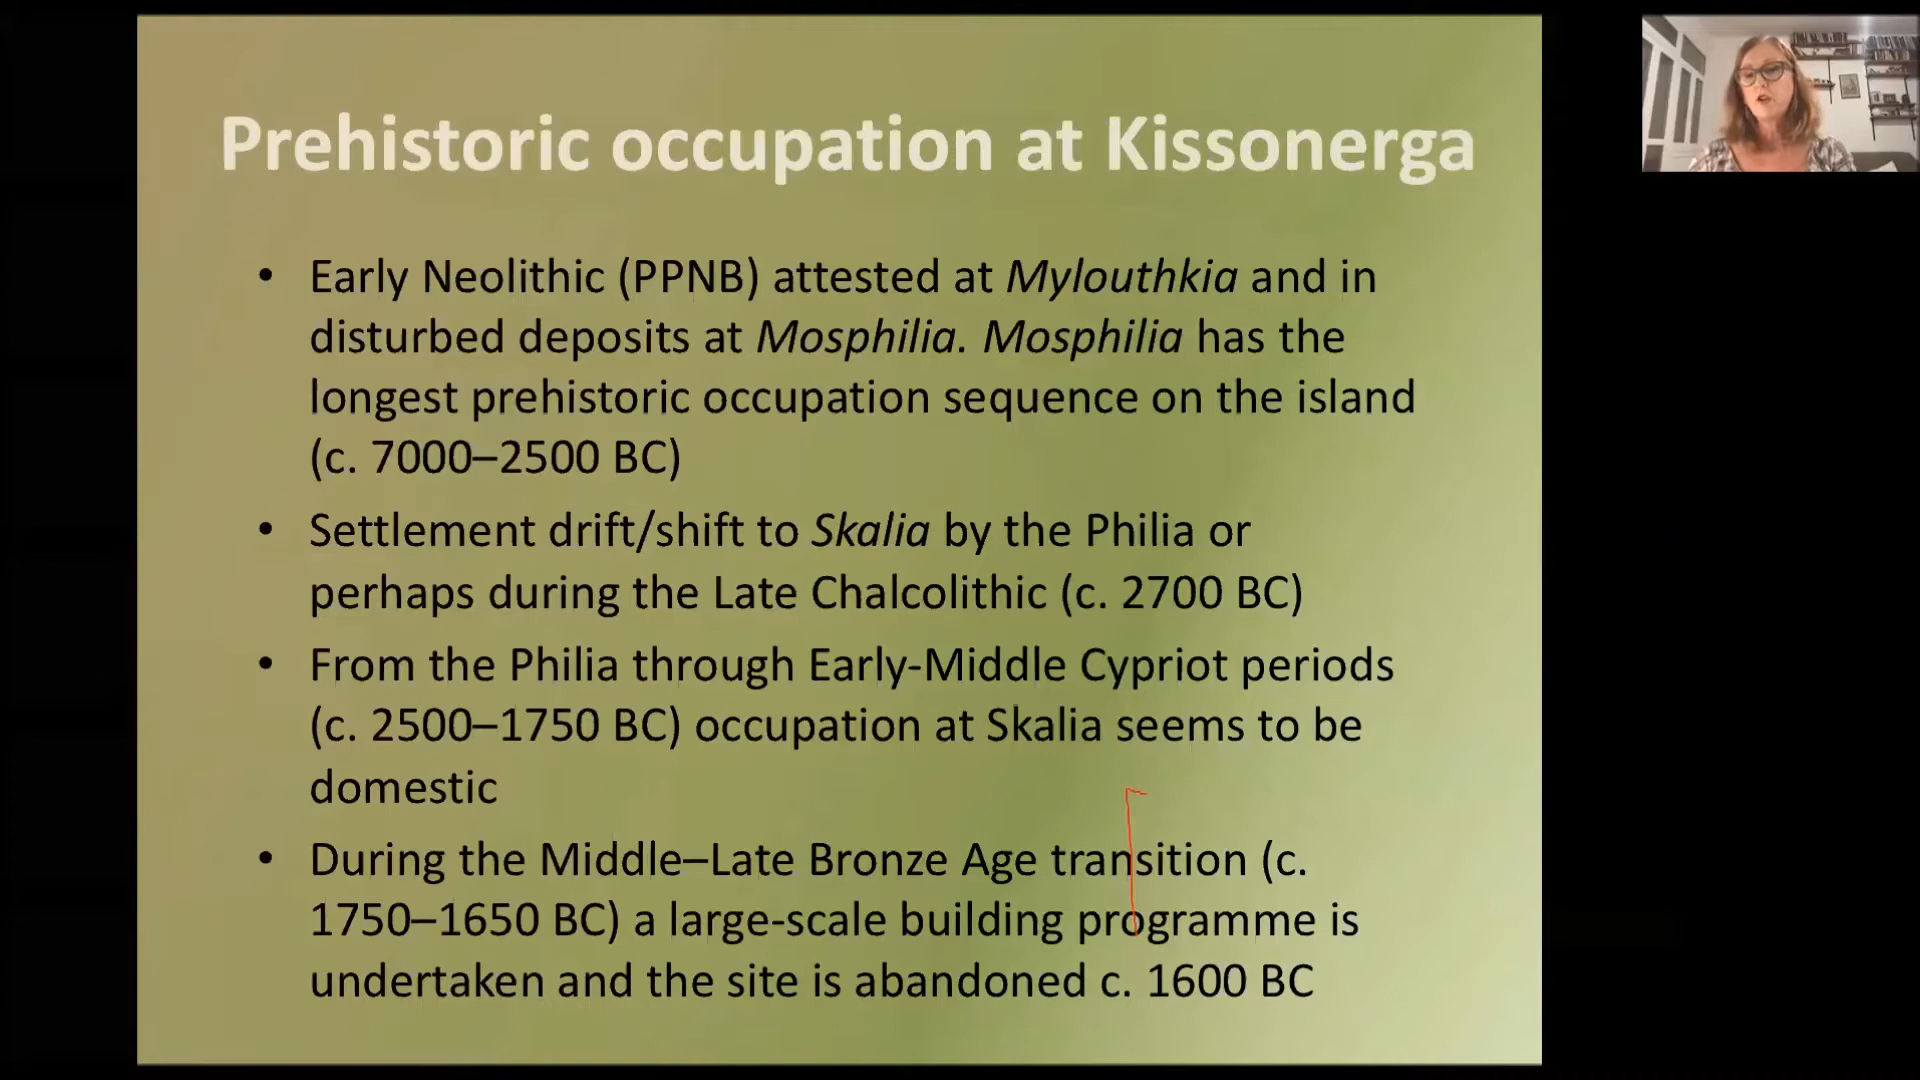 Prehistoric occupation at Kissonerga
• Early Neolithic (PPNB) attested at Mylouthkia and in
disturbed deposits at Mosphilia. Mosphilia has the
longest prehistoric occupation sequence on the island
(c. 7000–2500 BC)
• Settlement drift/shift to Skalia by the Philia or
perhaps during the Late Chalcolithic (c. 2700 BC)
• From the Philia through Early-Middle Cypriot periods
(c. 2500–1750 BC) occupation at Skalia seems to be
domestic
• During the Middle–Late Bronze Age transition (c.
1750–1650 BC) a large-scale building programme is
undertaken and the site is abandoned c. 1600 BC